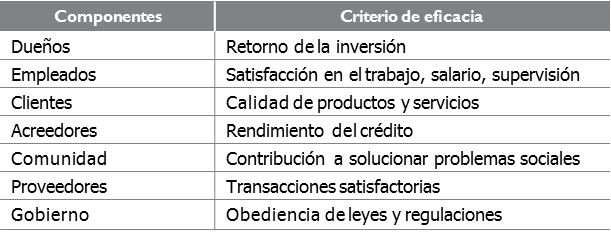 Componentes Criterio de eficacia
Dueños Retorno de la inversión
Empleados Satisfacción en el trabajo, salario, supervisión
Clientes Calidad de productos y servicios
Acreedores Rendimiento del crédito
Comunidad Contribución a solucionar problemas sociales
Proveedores Transacciones satisfactorias
Gobierno Obediencia de leyes y regulaciones